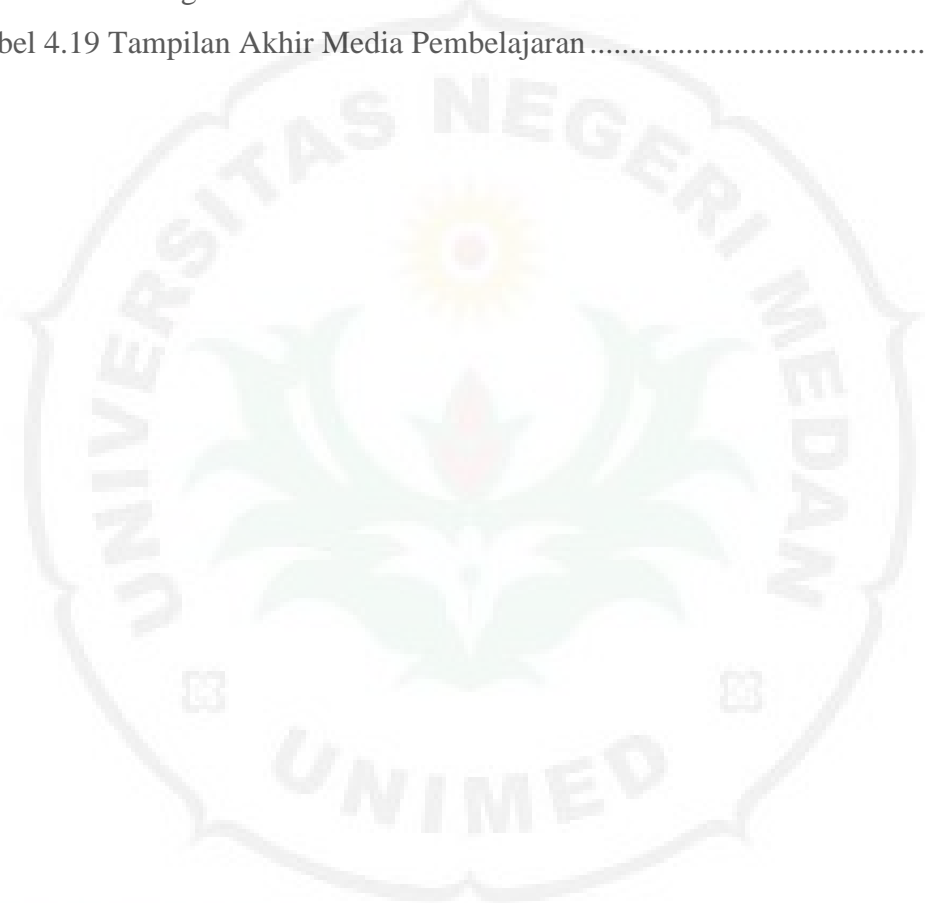 bel 4.19 Tampilan Akhir Media Pembelajaran.........................................
UNIVERSITAS NEGERI MEDAN
UNIMED